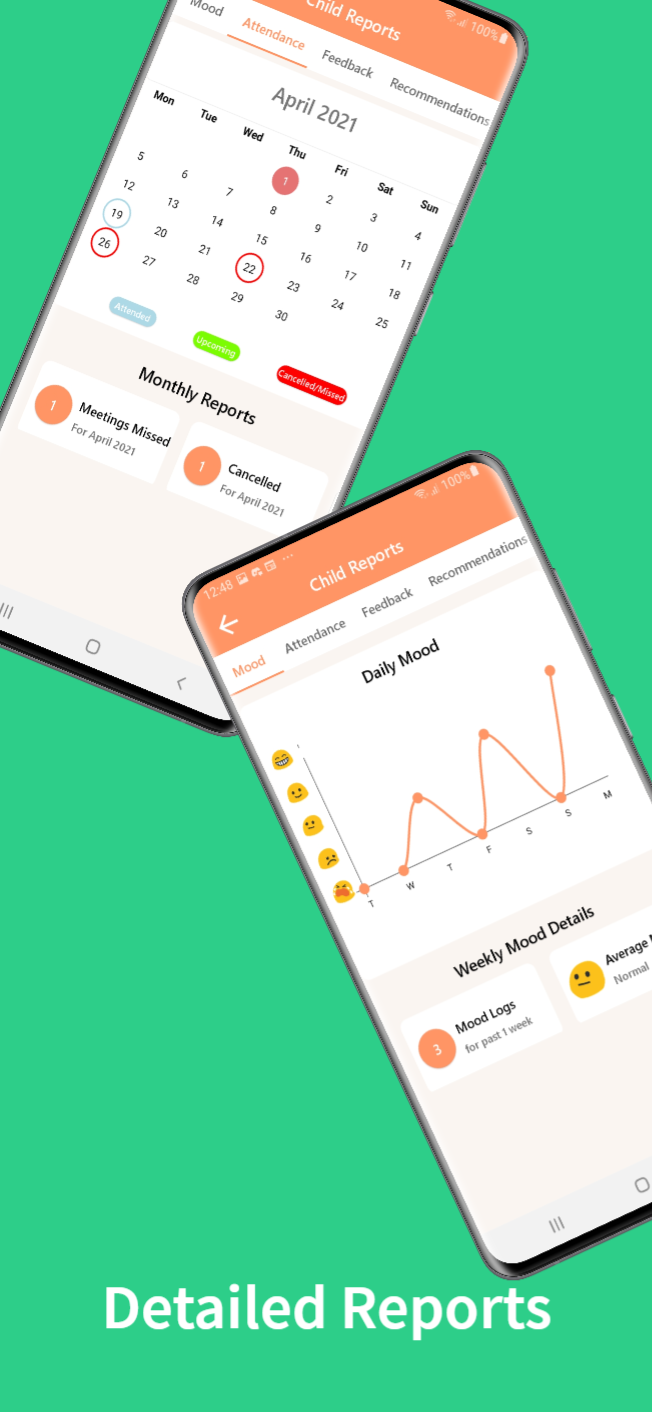 Child Reports
100%
Mood Attendance Feedback Recommendations
April 2021
Mon Tue Wed Thu Fri Sat Sun
1 2 3 4
5 6 7 8 9 10 11
12 13 14 15 16 17 18
19 20 21 22 23 24 25
26 27 28 29 30
Attended Upcoming Cancelled/Missed
Monthly Reports
1 Meetings Missed
For April 2021
1 Cancelled
For April 2021
12:48 100%
Child Reports
Mood Attendance Feedback Recommendations
Daily Mood
T W T F S S M
Weekly Mood Details
3 Mood Logs
for past 1 week
Average
Normal
Detailed Reports